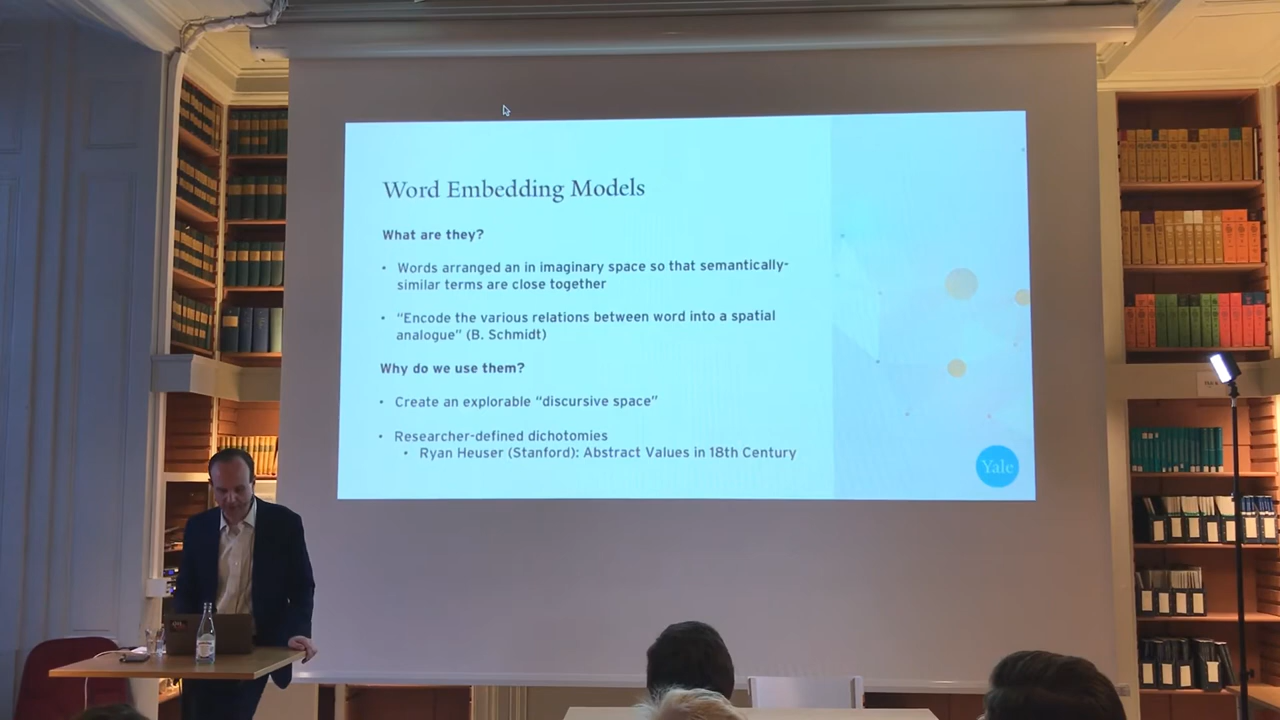 Word Embedding Models
What are they?
• Words arranged an in imaginary space so that semantically-
similar terms are close together
• “Encode the various relations between word into a spatial
analogue” (B. Schmidt)
Why do we use them?
• Create an explorable “discursive space”
• Researcher-defined dichotomies
• Ryan Heuser (Stanford): Abstract Values in 18th Century
Yale